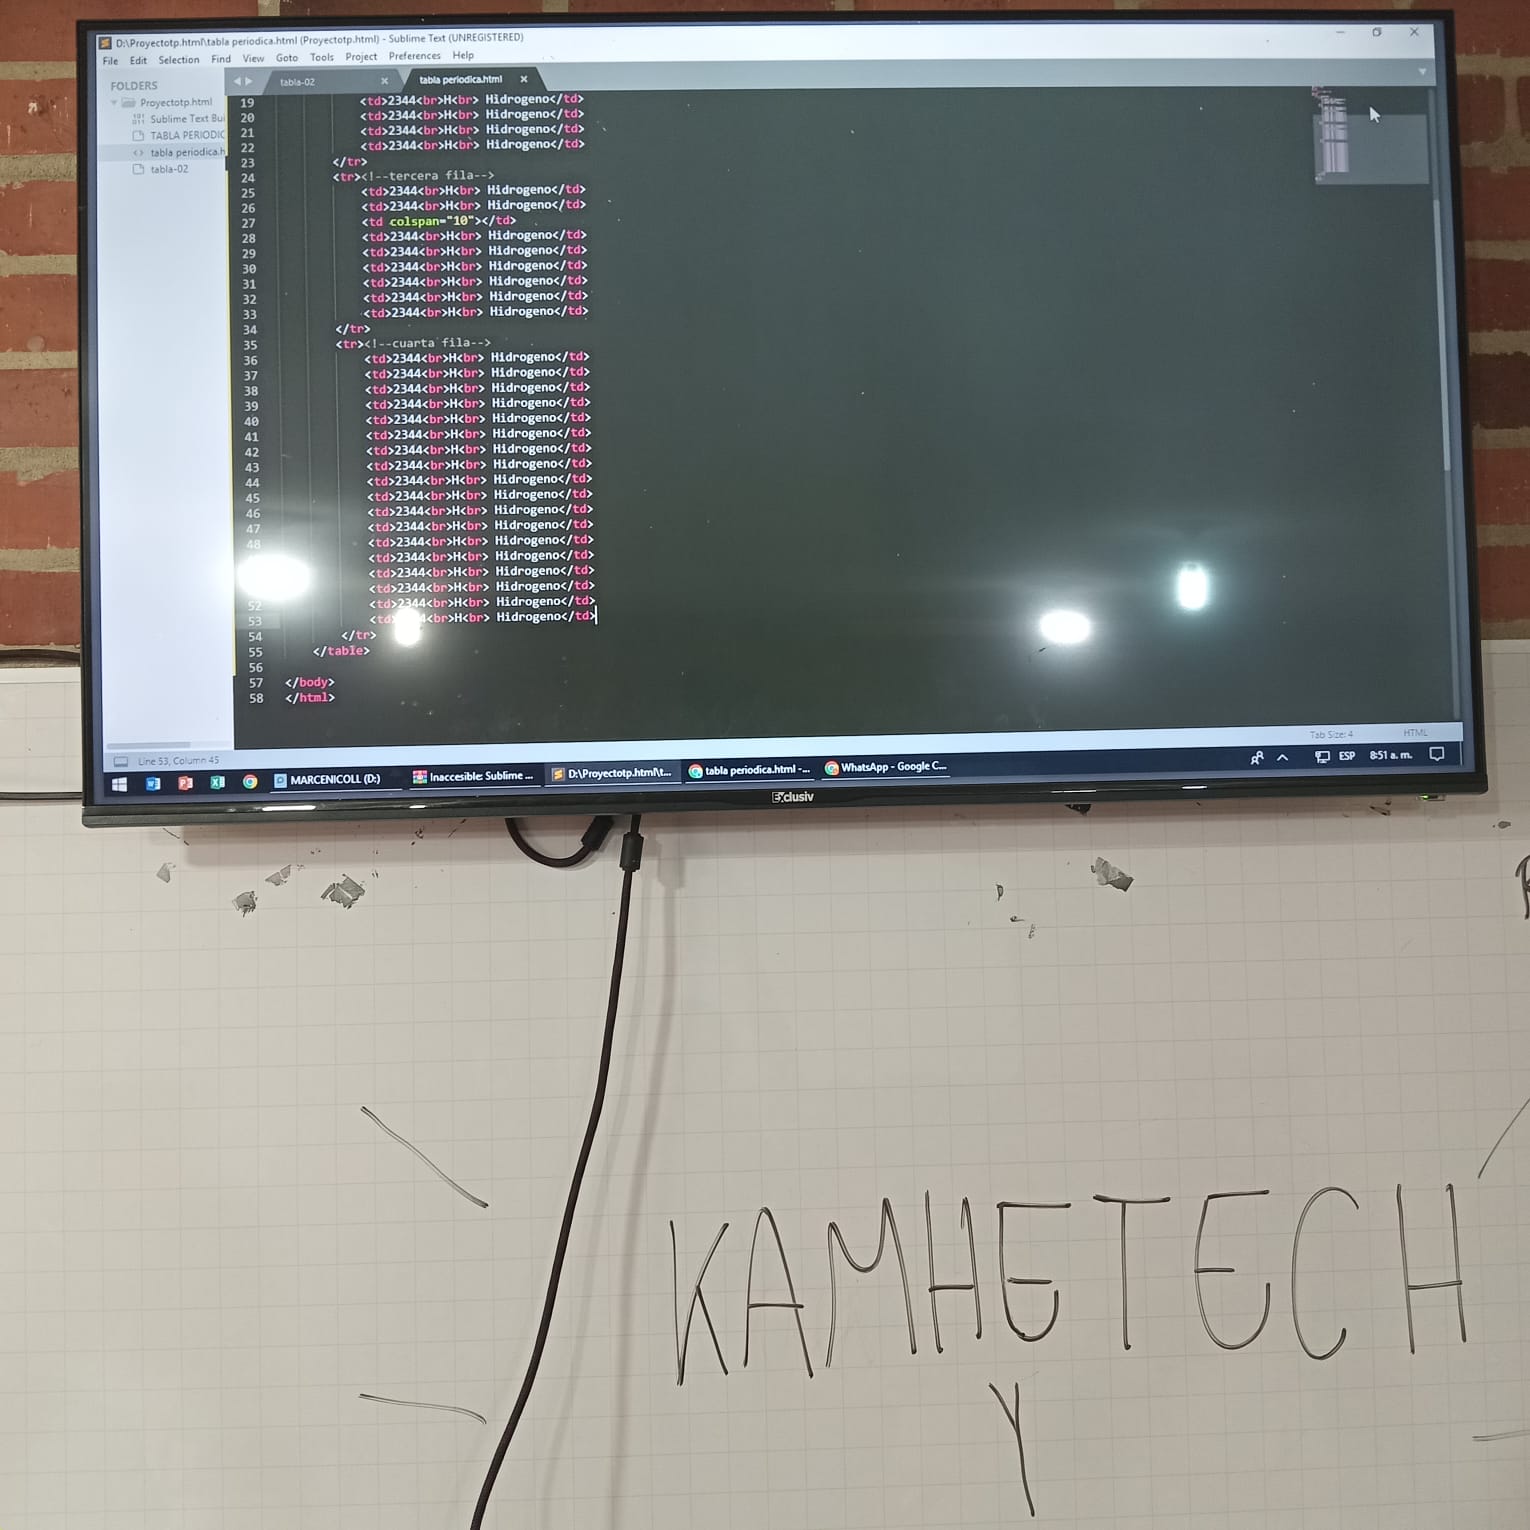 D:\Proyectotp.html\tabla periodica.html (Proyectotp.html) - Sublime Text (UNREGISTERED)
File Edit Selection Find View Goto Tools Project Preferences Help
FOLDERS
Proyectotp.html
Sublime Text Bui
TABLA PERIODIC
tabla periodica.h
tabla-02
tabla-02
tabla periodica.html
19 <td>2344<br>H<br> Hidrogeno</td>
20 <td>2344<br>H<br> Hidrogeno</td>
21 <td>2344<br>H<br> Hidrogeno</td>
22 <td>2344<br>H<br> Hidrogeno</td>
23 </tr>
24 <tr><!--tercera fila-->
25 <td>2344<br>H<br> Hidrogeno</td>
26 <td>2344<br>H<br> Hidrogeno</td>
27 <td colspan="10"></td>
28 <td>2344<br>H<br> Hidrogeno</td>
29 <td>2344<br>H<br> Hidrogeno</td>
30 <td>2344<br>H<br> Hidrogeno</td>
31 <td>2344<br>H<br> Hidrogeno</td>
32 <td>2344<br>H<br> Hidrogeno</td>
33 <td>2344<br>H<br> Hidrogeno</td>
34 </tr>
35 <tr><!--cuarta fila-->
36 <td>2344<br>H<br> Hidrogeno</td>
37 <td>2344<br>H<br> Hidrogeno</td>
38 <td>2344<br>H<br> Hidrogeno</td>
39 <td>2344<br>H<br> Hidrogeno</td>
40 <td>2344<br>H<br> Hidrogeno</td>
41 <td>2344<br>H<br> Hidrogeno</td>
42 <td>2344<br>H<br> Hidrogeno</td>
43 <td>2344<br>H<br> Hidrogeno</td>
44 <td>2344<br>H<br> Hidrogeno</td>
45 <td>2344<br>H<br> Hidrogeno</td>
46 <td>2344<br>H<br> Hidrogeno</td>
47 <td>2344<br>H<br> Hidrogeno</td>
48 <td>2344<br>H<br> Hidrogeno</td>
<td>2344<br>H<br> Hidrogeno</td>
<td>2344<br>H<br> Hidrogeno</td>
<td>2344<br>H<br> Hidrogeno</td>
52 <td>2344<br>H<br> Hidrogeno</td>
53 H<br> Hidrogeno</td>
54 </tr>
55 </table>
56
57 </body>
58 </html>
Line 53, Column 45
Tab Size: 4 HTML
MARCENICOLL (D:) Inaccesible: Sublime ... D:\Proyectotp.html\t... tabla periodica.html -... WhatsApp - Google C... ESP 8:51 a. m.
Exclusiv
KAMHETECH
Y